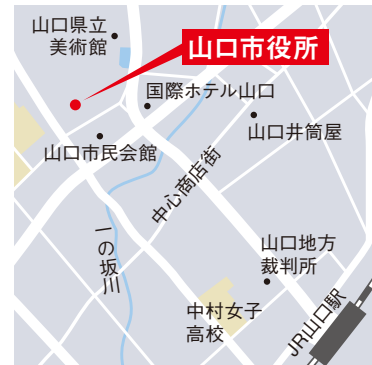 山口県立
美術館
山口市役所
国際ホテル山口
山口井筒屋
山口市民会館
中心商店街
一の坂川
山口地方
裁判所
中村女子
高校
JR山口駅